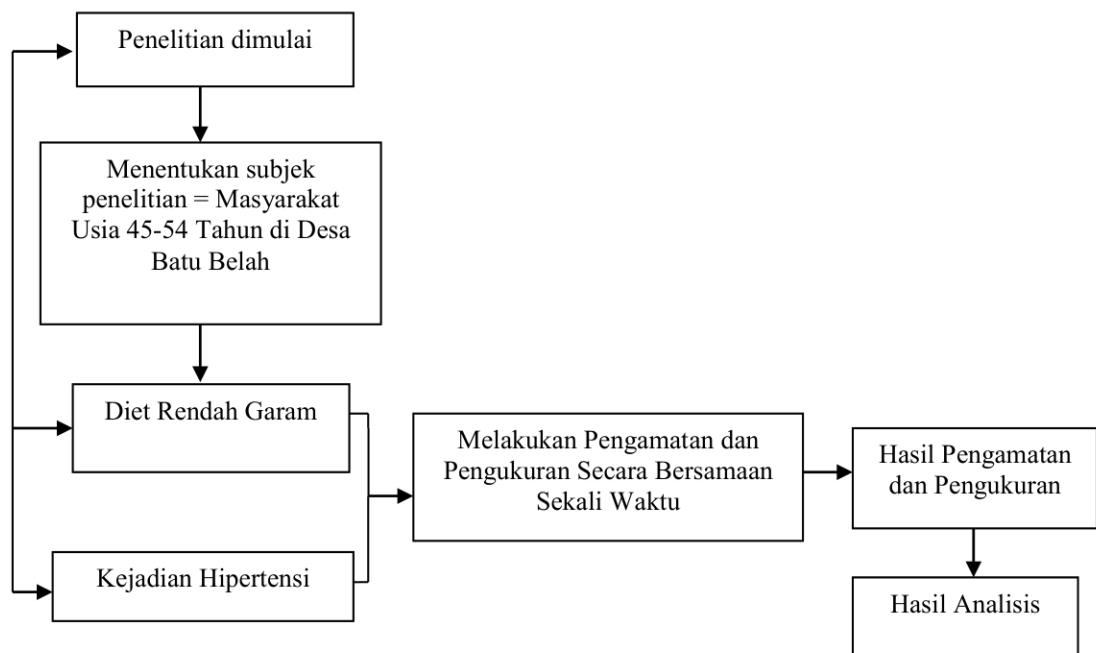 Penelitian dimulai
Menentukan subjek
penelitian = Masyarakat
Usia 45-54 Tahun di Desa
Batu Belah
Diet Rendah Garam
Kejadian Hipertensi
Melakukan Pengamatan dan
Pengukuran Secara Bersamaan
Sekali Waktu
Hasil Pengamatan
dan Pengukuran
Hasil Analisis